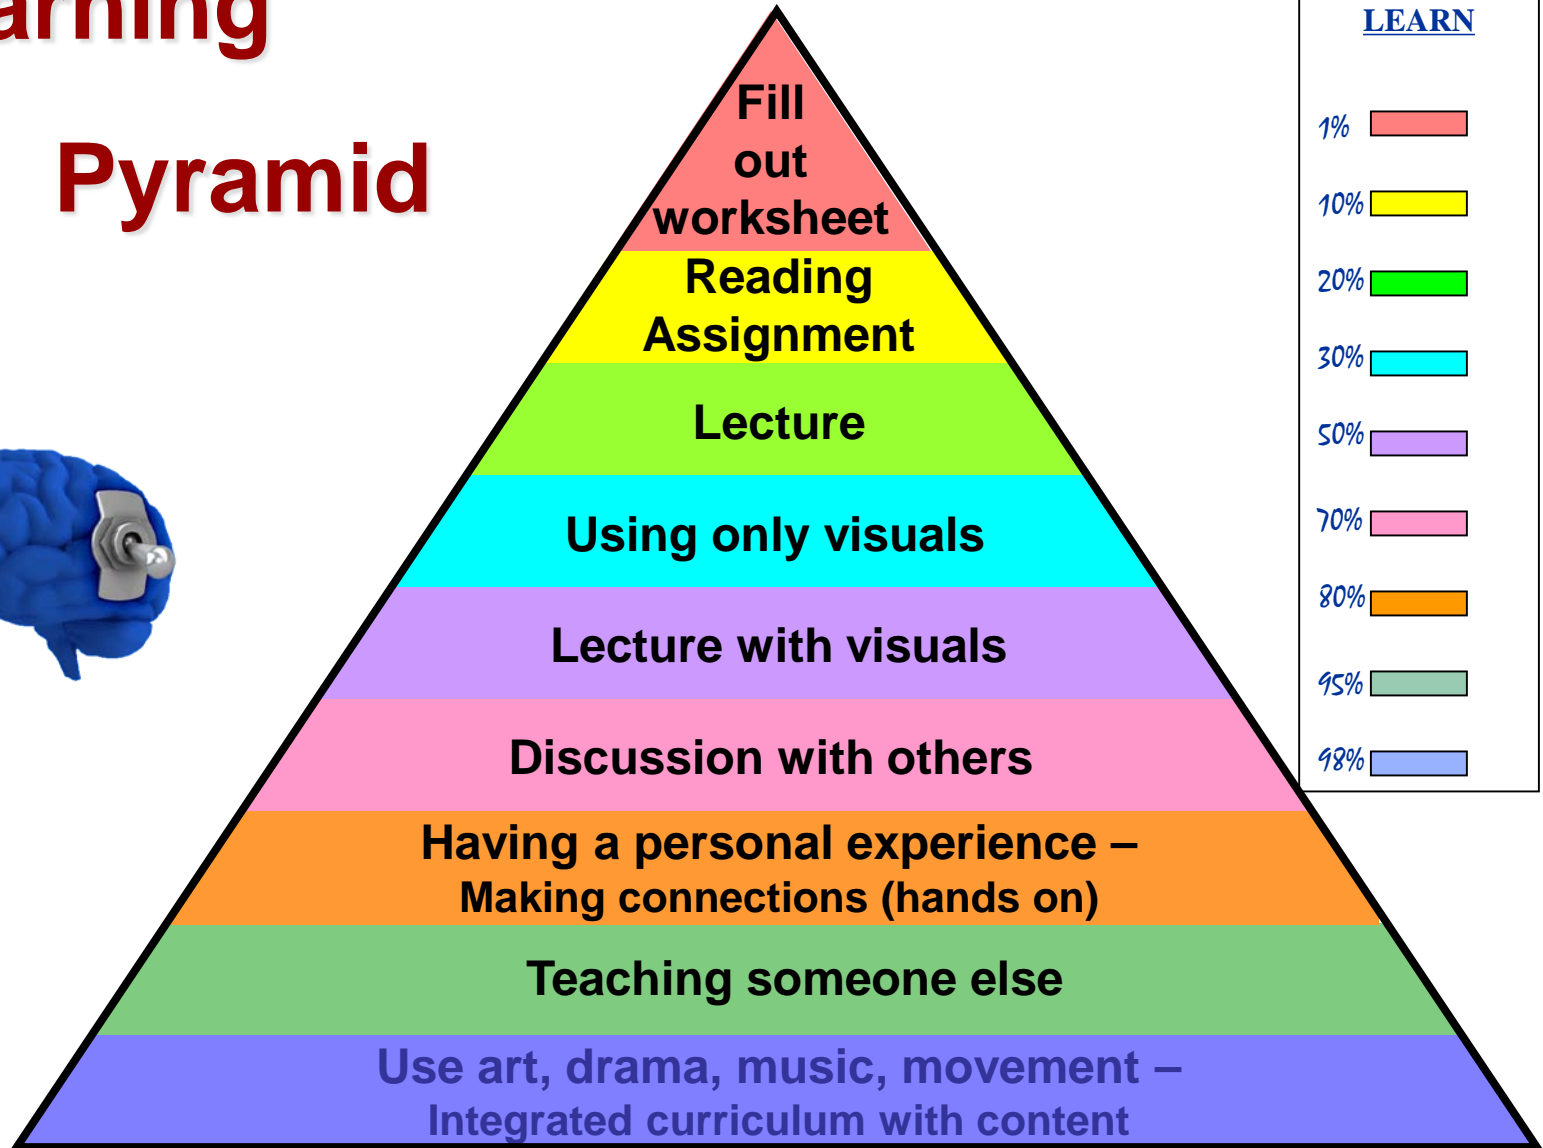 arning
Pyramid
Fill
out
worksheet
Reading
Assignment
Lecture
Using only visuals
Lecture with visuals
Discussion with others
Having a personal experience –
Making connections (hands on)
Teaching someone else
Use art, drama, music, movement –
Integrated curriculum with content
LEARN
1%
10%
20%
30%
50%
70%
80%
95%
98%